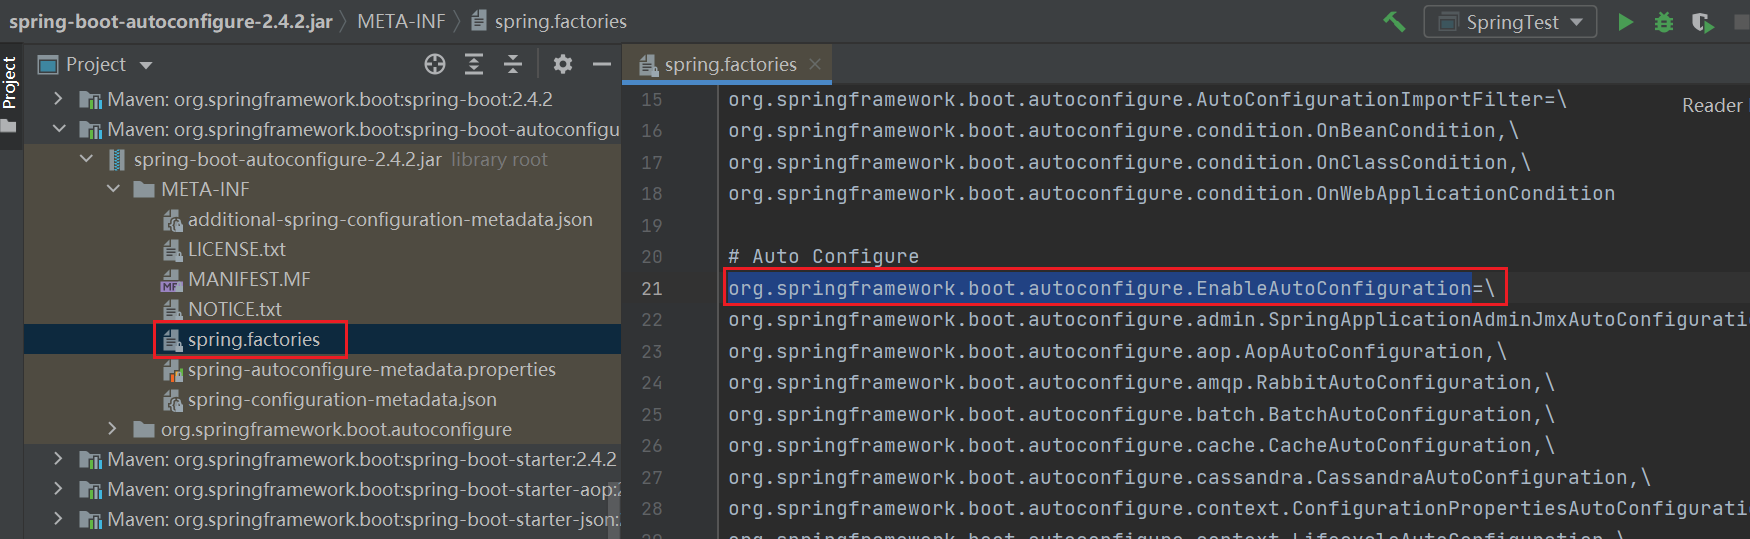 spring-boot-autoconfigure-2.4.2.jar META-INF spring.factories
SpringTest
Project
Project
spring.factories
Maven: org.springframework.boot:spring-boot:2.4.2
Maven: org.springframework.boot:spring-boot-autoconfigu
spring-boot-autoconfigure-2.4.2.jar library root
META-INF
additional-spring-configuration-metadata.json
LICENSE.txt
MANIFEST.MF
NOTICE.txt
spring.factories
spring-autoconfigure-metadata.properties
spring-configuration-metadata.json
org.springframework.boot.autoconfigure
Maven: org.springframework.boot:spring-boot-starter:2.4.2
Maven: org.springframework.boot:spring-boot-starter-aop:2
Maven: org.springframework.boot:spring-boot-starter-json:
Reader
15 org.springframework.boot.autoconfigure.AutoConfigurationImportFilter=\
16 org.springframework.boot.autoconfigure.condition.OnBeanCondition,\
17 org.springframework.boot.autoconfigure.condition.OnClassCondition,\
18 org.springframework.boot.autoconfigure.condition.OnWebApplicationCondition
19
20 # Auto Configure
21 org.springframework.boot.autoconfigure.EnableAutoConfiguration=\
22 org.springframework.boot.autoconfigure.admin.SpringApplicationAdminJmxAutoConfigurati
23 org.springframework.boot.autoconfigure.aop.AopAutoConfiguration,\
24 org.springframework.boot.autoconfigure.amqp.RabbitAutoConfiguration,\
25 org.springframework.boot.autoconfigure.batch.BatchAutoConfiguration,\
26 org.springframework.boot.autoconfigure.cache.CacheAutoConfiguration,\
27 org.springframework.boot.autoconfigure.cassandra.CassandraAutoConfiguration,\
28 org.springframework.boot.autoconfigure.context.ConfigurationPropertiesAutoConfigurati
29 org.springframework.boot.autoconfigure.context.LifecycleAutoConfiguration,\